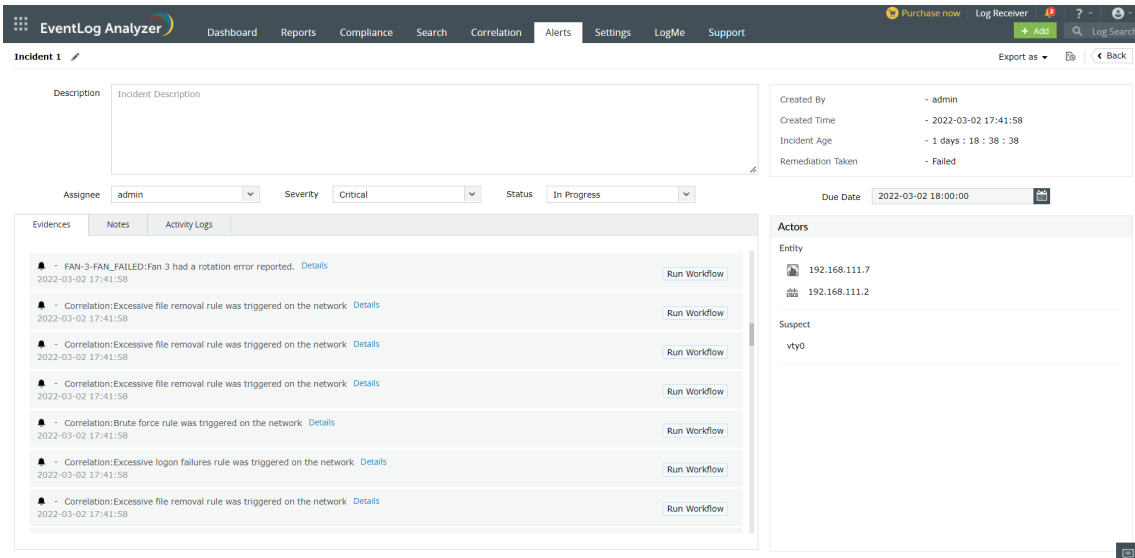 Purchase now Log Receiver 2 ?
EventLog Analyzer Dashboard Reports Compliance Search Correlation Alerts Settings LogMe Support + Add Log Search
Incident 1 Export as Back
Description Incident Description
Created By - admin
Created Time - 2022-03-02 17:41:58
Incident Age - 1 days : 18 : 38 : 38
Remediation Taken - Failed
Assignee admin Severity Critical Status In Progress Due Date 2022-03-02 18:00:00
Evidences Notes Activity Logs
- FAN-3-FAN_FAILED:Fan 3 had a rotation error reported. Details
2022-03-02 17:41:58
Run Workflow
- Correlation:Excessive file removal rule was triggered on the network Details
2022-03-02 17:41:58
Run Workflow
- Correlation:Excessive file removal rule was triggered on the network Details
2022-03-02 17:41:58
Run Workflow
- Correlation:Excessive file removal rule was triggered on the network Details
2022-03-02 17:41:58
Run Workflow
- Correlation:Brute force rule was triggered on the network Details
2022-03-02 17:41:58
Run Workflow
- Correlation:Excessive logon failures rule was triggered on the network Details
2022-03-02 17:41:58
Run Workflow
- Correlation:Excessive file removal rule was triggered on the network Details
2022-03-02 17:41:58
Run Workflow
Actors
Entity
192.168.111.7
192.168.111.2
Suspect
vty0